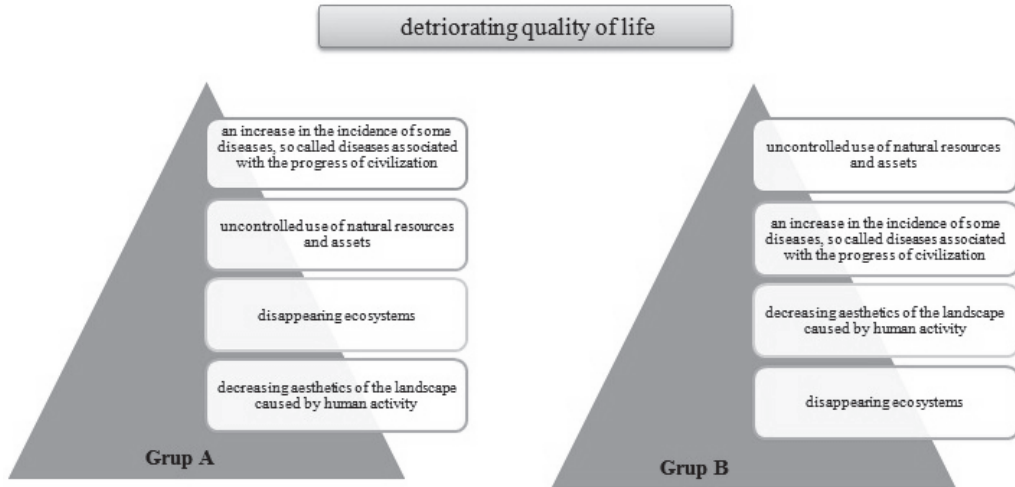 detriorating quality of life
an increase in the incidence of some
diseases, so called diseases associated
with the progress of civilization
uncontrolled use of natural resources
and assets
disappearing ecosystems
decreasing aesthetics of the landscape
caused by human activity
Grup A
uncontrolled use of natural resources
and assets
an increase in the incidence of some
diseases, so called diseases associated
with the progress of civilization
decreasing aesthetics of the landscape
caused by human activity
disappearing ecosystems
Grup B